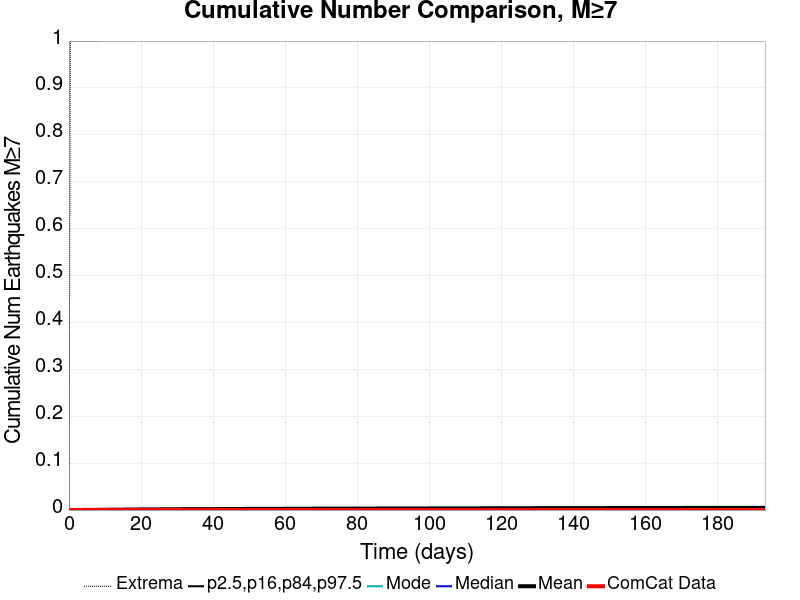 Cumulative Number Comparison, M≥7
Cumulative Num Earthquakes M≥7
1
0.9
0.8
0.7
0.6
0.5
0.4
0.3
0.2
0.1
0
0 20 40 60 80 100 120 140 160 180
Time (days)
Extrema p2.5,p16,p84,p97.5 Mode Median Mean ComCat Data